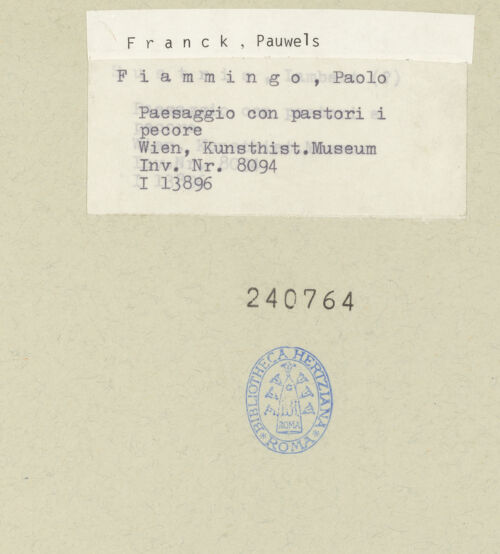 Franck, Pauwels
Fiammingo, Paolo
Paesaggio con pastori i
pecore
Wien, Kunsthist.Museum
Inv. Nr. 8094
I 13896
240764
BIBLIOTHECA HERTZIANA
ROMA
ROMA